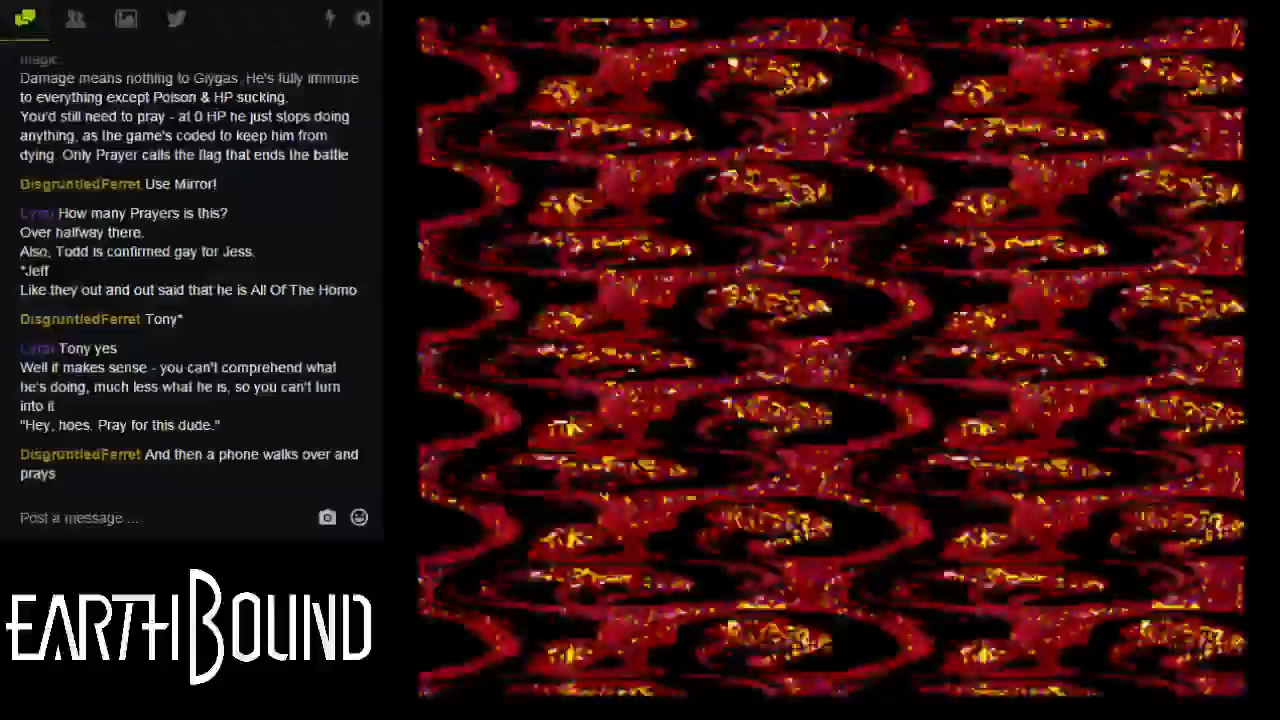 magic.
Damage means nothing to Giygas, He's fully immune
to everything except Poison & HP sucking.
You'd still need to pray - at 0 HP he just stops doing
anything, as the game's coded to keep him from
dying. Only Prayer calls the flag that ends the battle
DisgruntledFerret Use Mirror!
How many Prayers is this?
Over halfway there.
Also, Todd is confirmed gay for Jess.
*Jeff
Like they out and out said that he is All Of The Homo
DisgruntledFerret Tony*
Tony yes
Well it makes sense - you can't comprehend what
he's doing, much less what he is, so you can't turn
into it
"Hey, hoes. Pray for this dude."
DisgruntledFerret And then a phone walks over and
prays
Post a message ...
EARTHBOUND